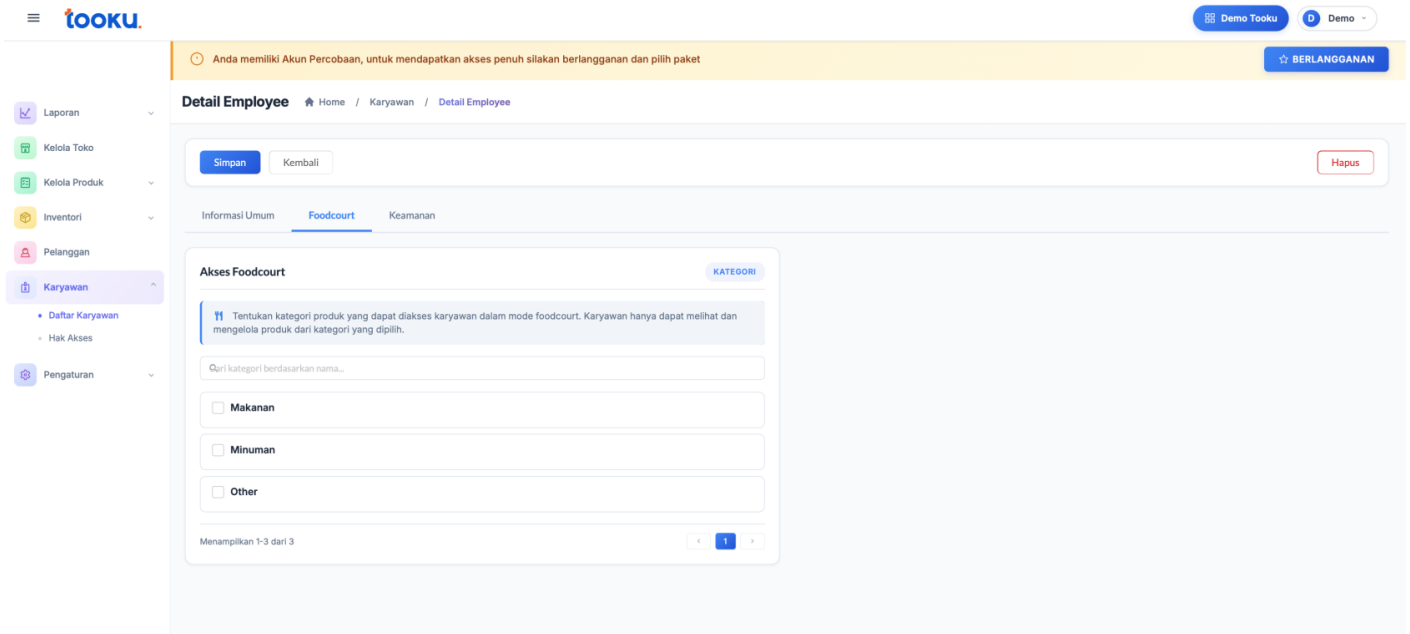 tooku.
Demo Tooku
D Demo
Anda memiliki Akun Percobaan, untuk mendapatkan akses penuh silakan berlangganan dan pilih paket
BERLANGGANAN
Detail Employee
Home / Karyawan / Detail Employee
Laporan
Kelola Toko
Kelola Produk
Inventori
Pelanggan
Karyawan
Daftar Karyawan
Hak Akses
Pengaturan
Simpan
Kembali
Hapus
Informasi Umum
Foodcourt
Keamanan
Akses Foodcourt
KATEGORI
Tentukan kategori produk yang dapat diakses karyawan dalam mode foodcourt. Karyawan hanya dapat melihat dan
mengelola produk dari kategori yang dipilih.
ari kategori berdasarkan nama...
Makanan
Minuman
Other
Menampilkan 1-3 dari 3
1